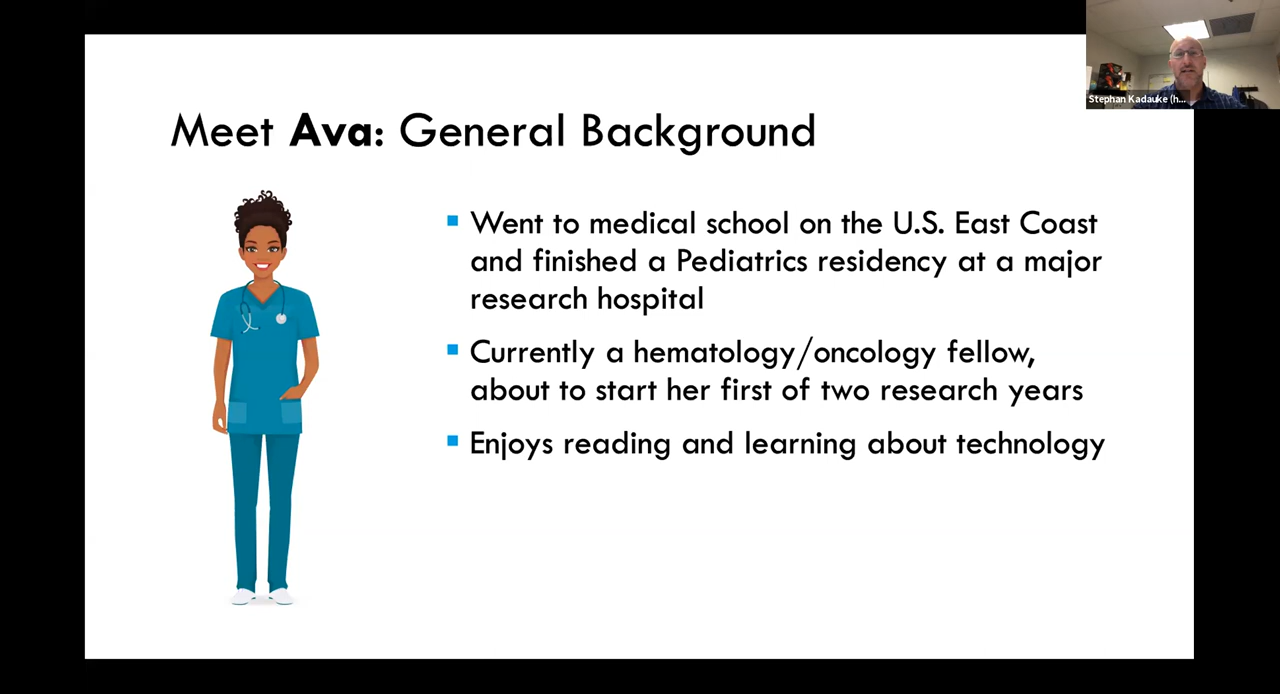 Stephan Kadauke (h...
Meet Ava: General Background
Went to medical school on the U.S. East Coast
and finished a Pediatrics residency at a major
research hospital
Currently a hematology/oncology fellow,
about to start her first of two research years
Enjoys reading and learning about technology